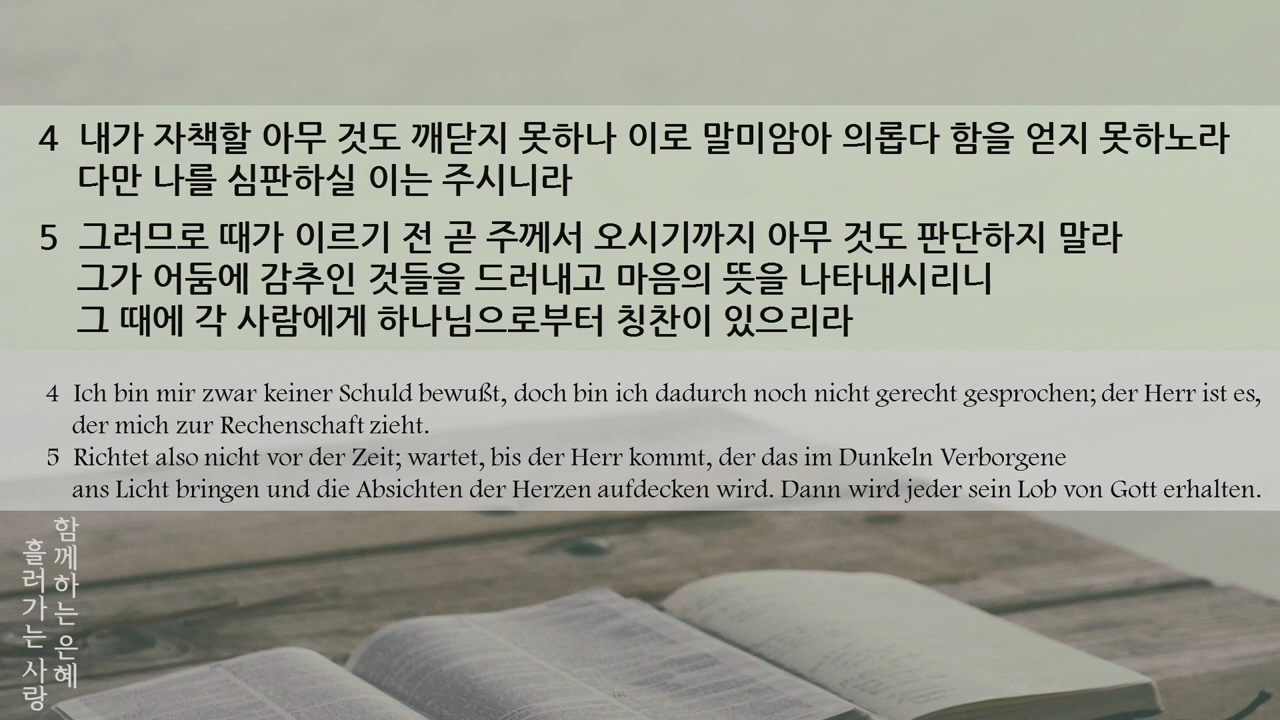 4 내가 자책할 아무 것도 깨닫지 못하나 이로 말미암아 의롭다 함을 얻지 못하노라
다만 나를 심판하실 이는 주시니라
5 그러므로 때가 이르기 전 곧 주께서 오시기까지 아무 것도 판단하지 말라
그가 어둠에 감추인 것들을 드러내고 마음의 뜻을 나타내시리니
그 때에 각 사람에게 하나님으로부터 칭찬이 있으리라
4 Ich bin mir zwar keiner Schuld bewußt, doch bin ich dadurch noch nicht gerecht gesprochen; der Herr ist es,
der mich zur Rechenschaft zieht.
5 Richtet also nicht vor der Zeit; wartet, bis der Herr kommt, der das im Dunkeln Verborgene
ans Licht bringen und die Absichten der Herzen aufdecken wird. Dann wird jeder sein Lob von Gott erhalten.
함께하는 은혜
흘러가는 사랑